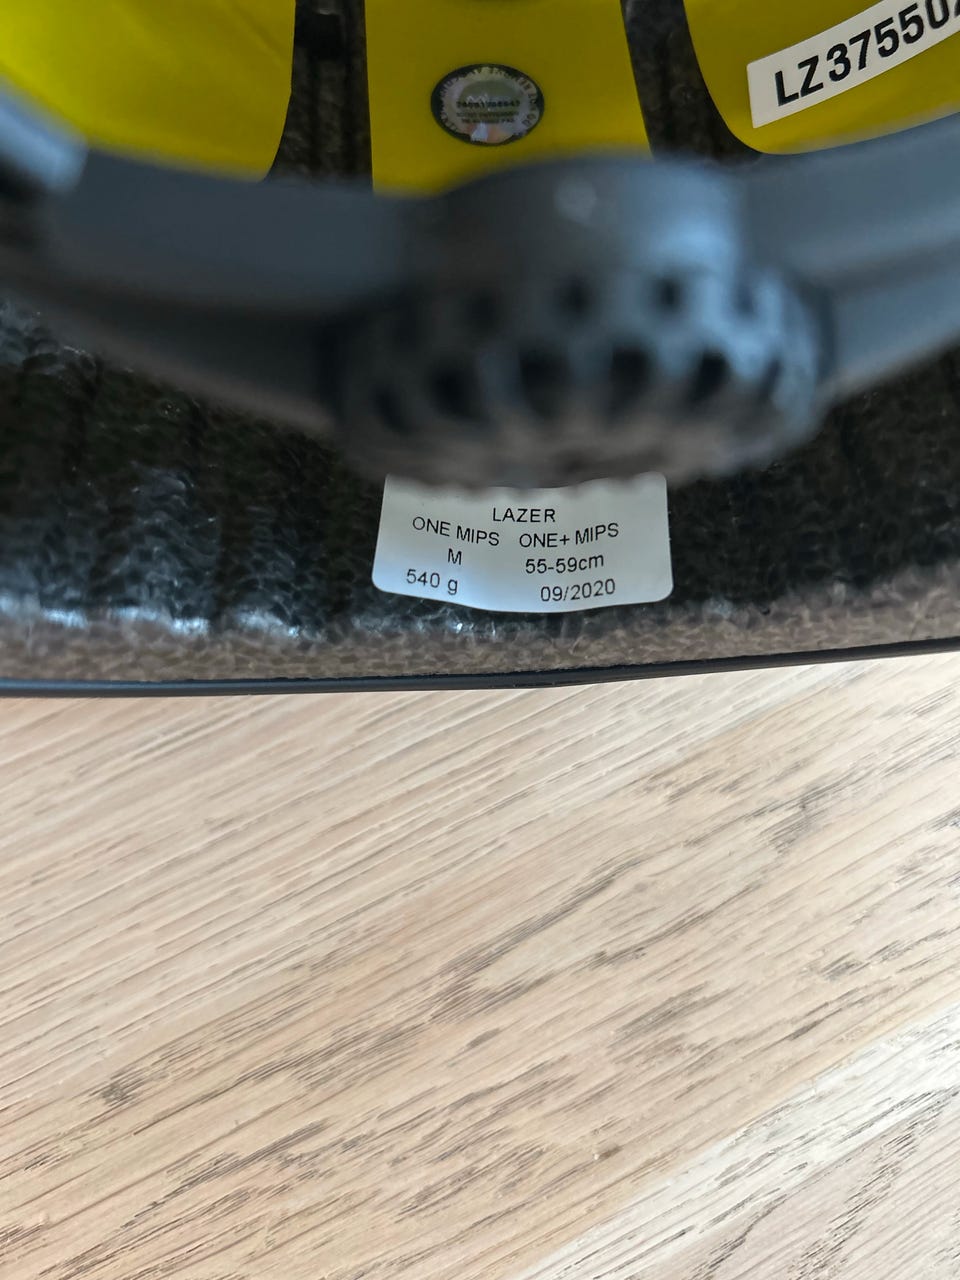 LZ37550
LAZER
ONE MIPS ONE+ MIPS
M 55-59cm
540 g 09/2020